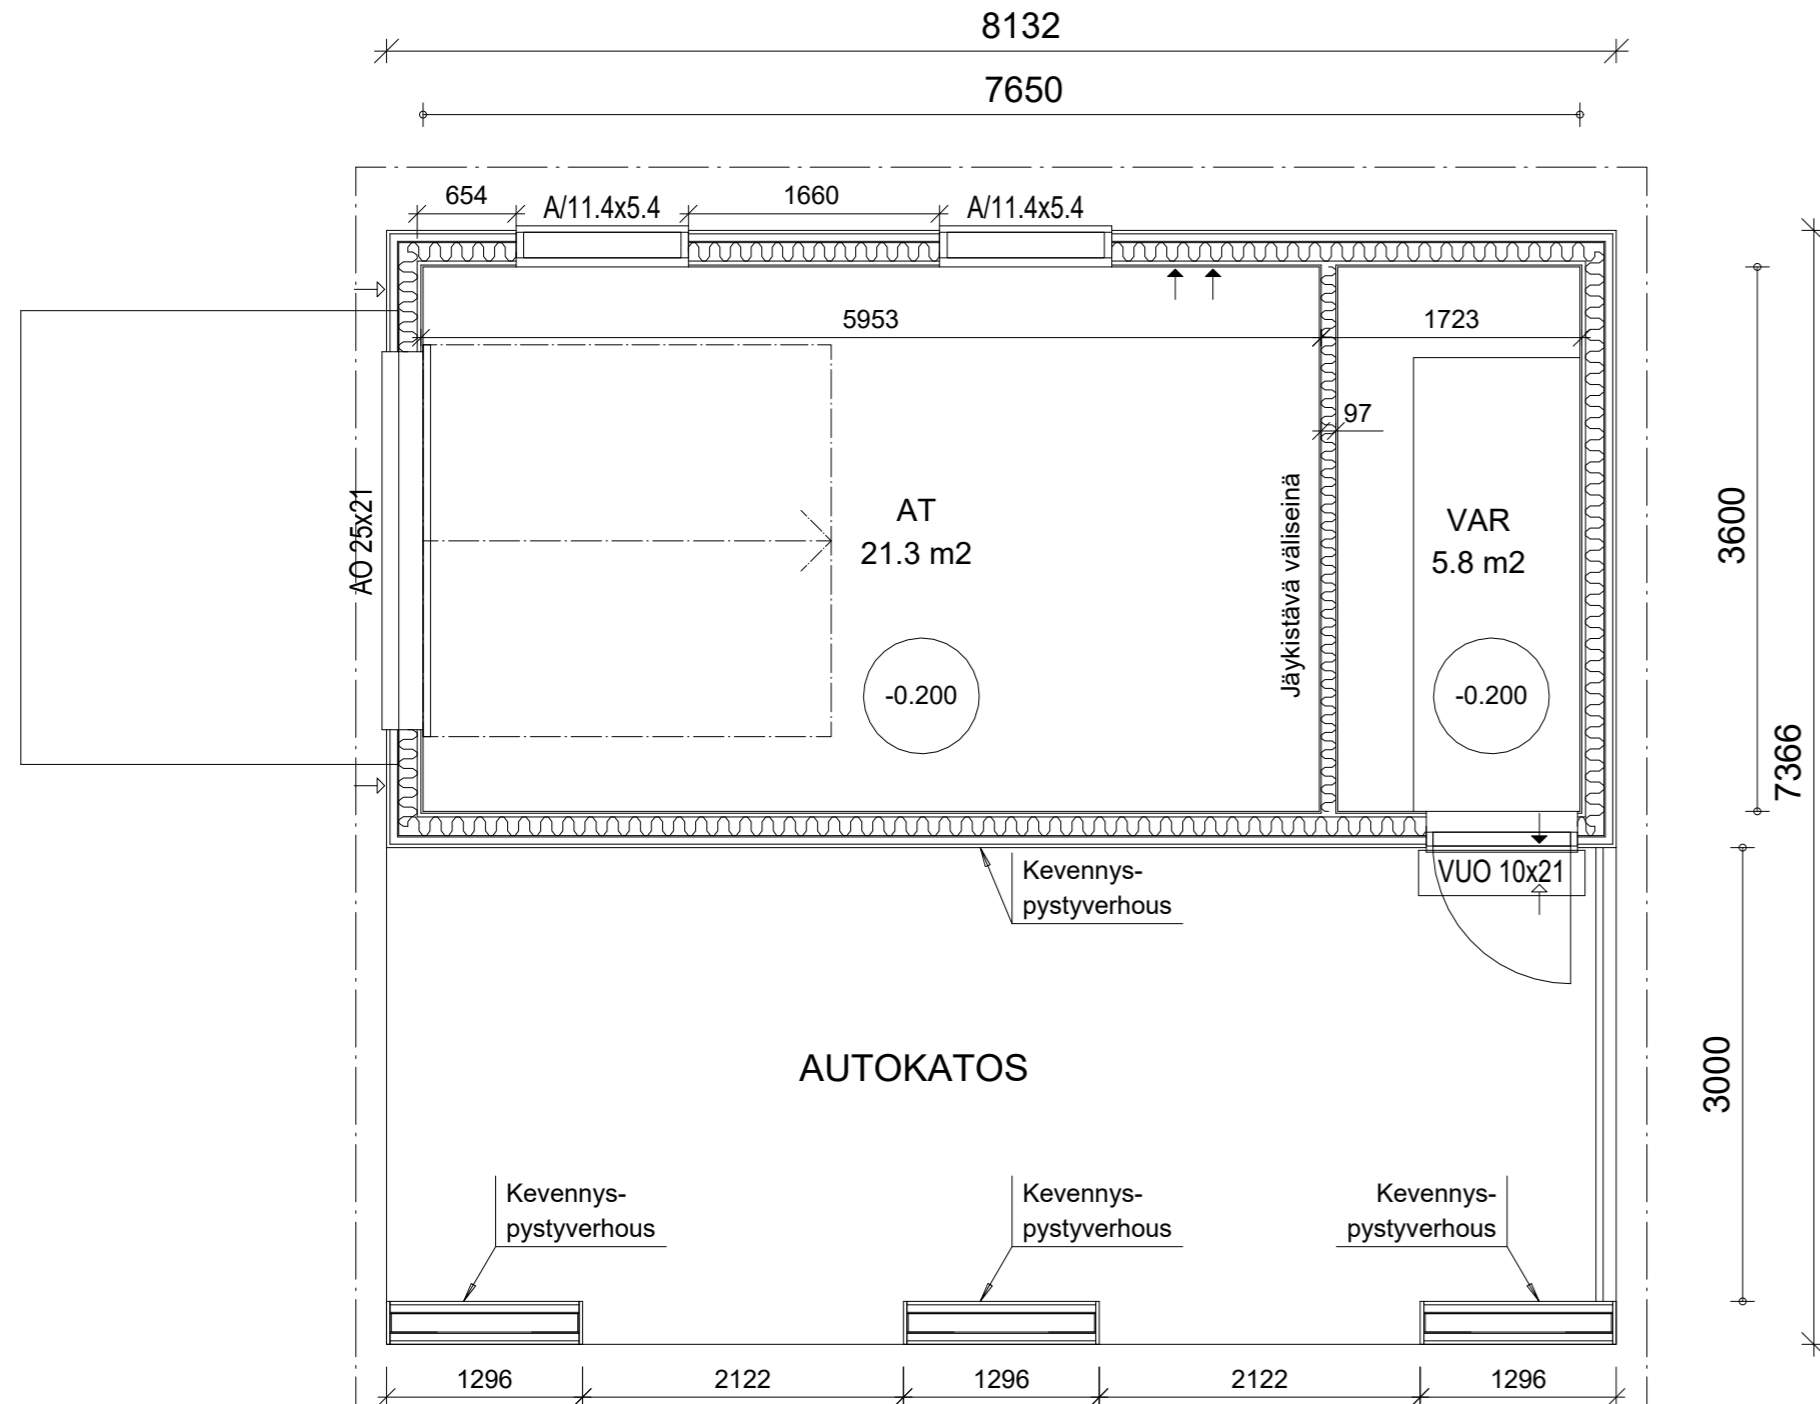 8132
7650
654
A/11.4x5.4
1660
A/11.4x5.4
5953
1723
97
AO 25x21
AT
21.3 m2
Jäykistävä väliseinä
VAR
5.8 m2
3600
-0.200
-0.200
7366
Kevennys-
pystyverhous
VUO 10x21
AUTOKATOS
3000
Kevennys-
pystyverhous
Kevennys-
pystyverhous
Kevennys-
pystyverhous
1296
2122
1296
2122
1296